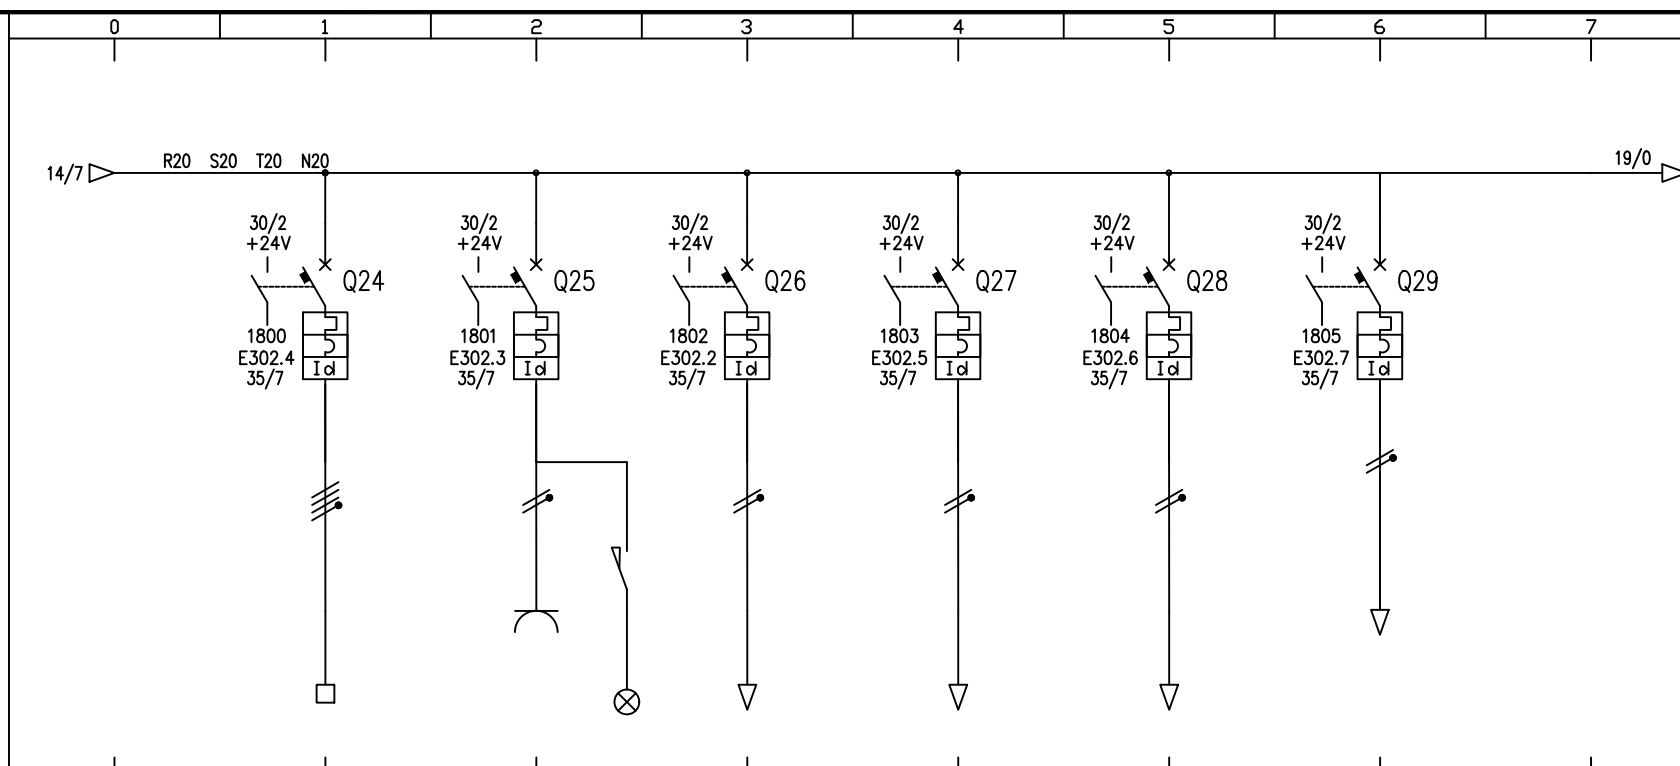 0 1 2 3 4 5 6 7
14/7 R20 S20 T20 N20 19/0
30/2 30/2 30/2 30/2 30/2 30/2
+24V +24V +24V +24V +24V +24V
Q24 Q25 Q26 Q27 Q28 Q29
1800 1801 1802 1803 1804 1805
E302.4 E302.3 E302.2 E302.5 E302.6 E302.7
Id Id Id Id Id Id
35/7 35/7 35/7 35/7 35/7 35/7